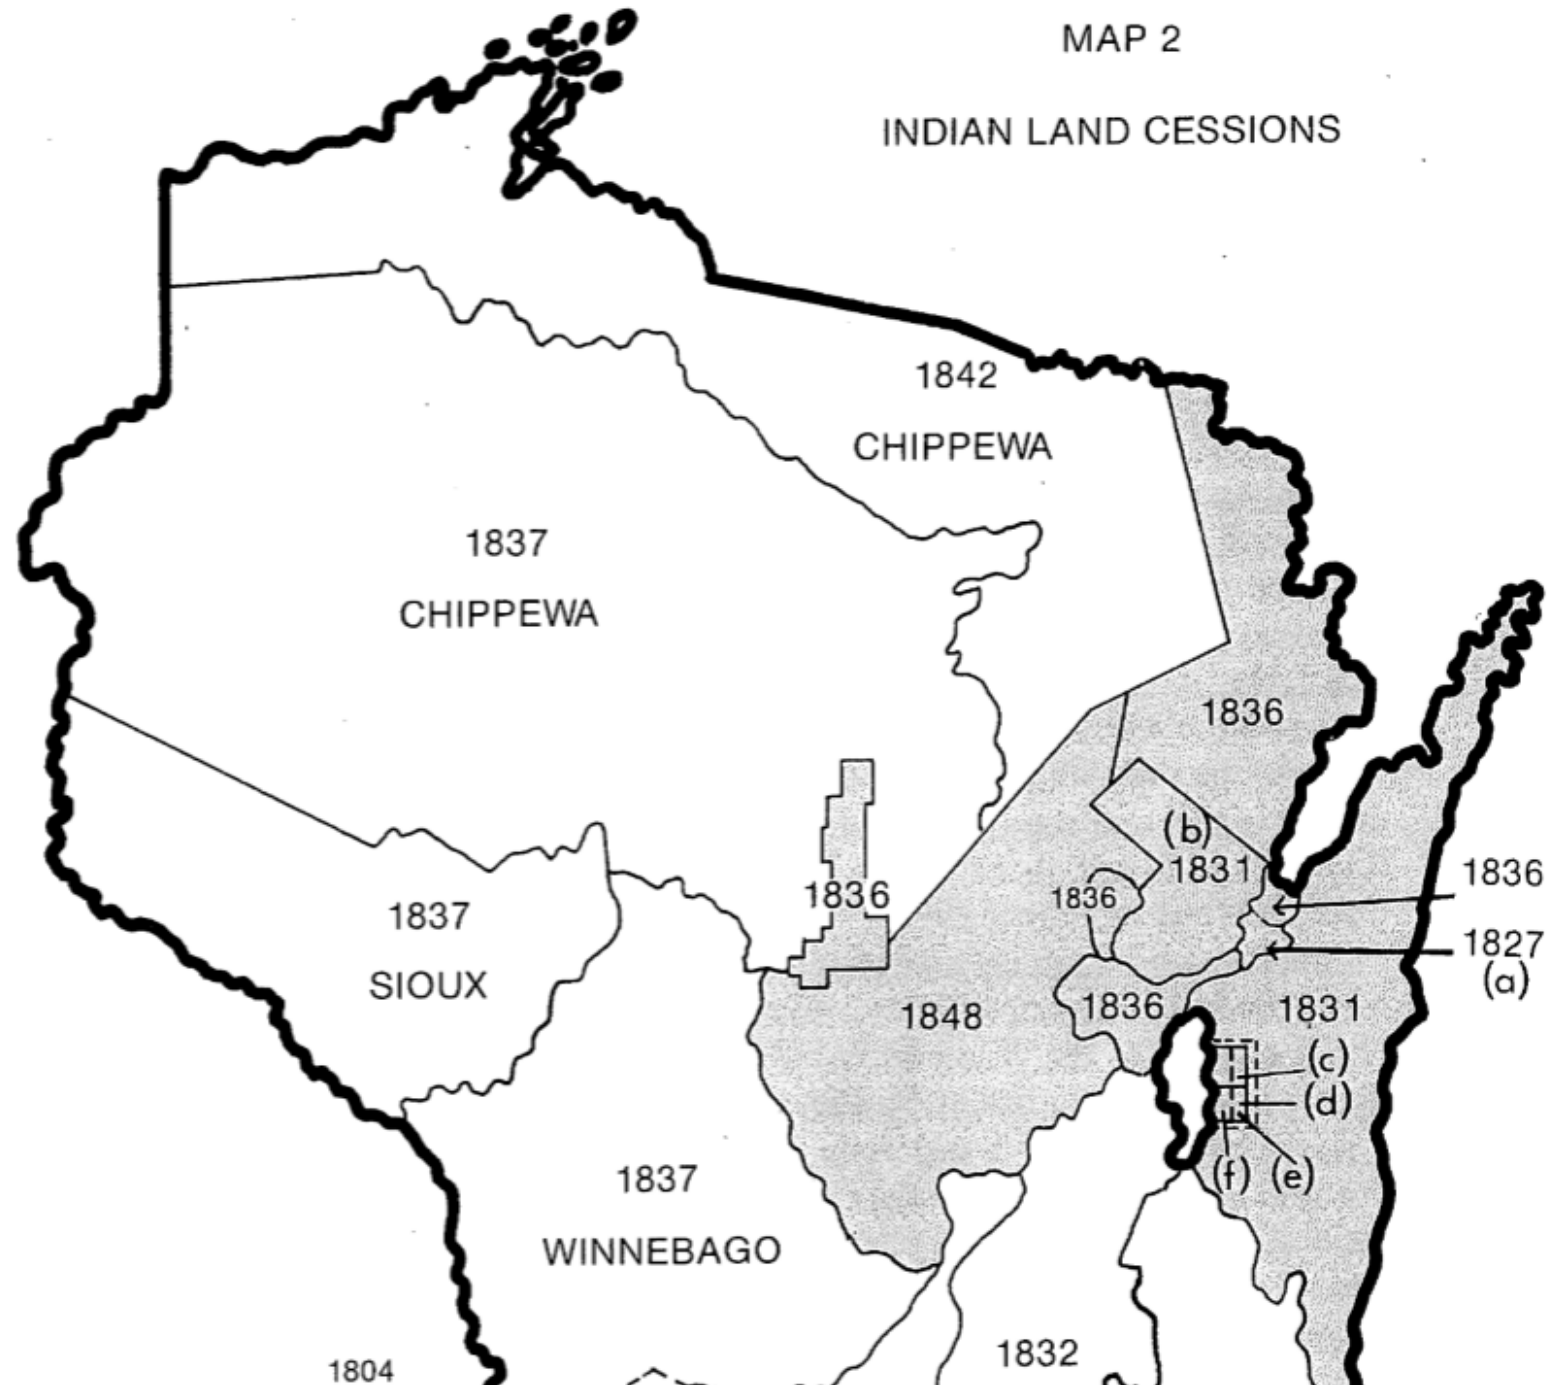 MAP 2
INDIAN LAND CESSIONS
1842
CHIPPEWA
1837
CHIPPEWA
1836
(b)
1831
1836
1836
1836
1827
(a)
1837
SIOUX
1848
1836
1831
(c)
(d)
(f) (e)
1837
WINNEBAGO
1832
1804